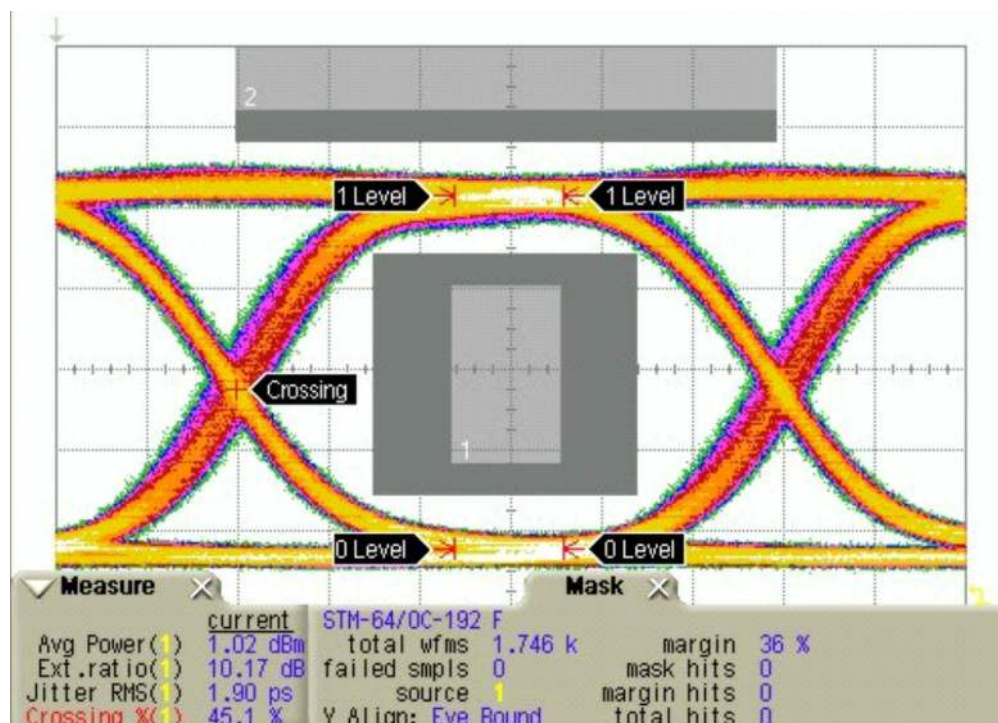 2
1 Level 1 Level
Crossing
1
0 Level 0 Level
Measure Mask
current STM-64/OC-192 F
Avg Power(1) 1.02 dBm total wfms 1.746 k margin 36 %
Ext.ratio(1) 10.17 dB failed smpls 0 mask hits 0
Jitter RMS(1) 1.90 ps source 1 margin hits 0
Crossing %(1) 45.1 % Y Align: Eye Bound total hits 0